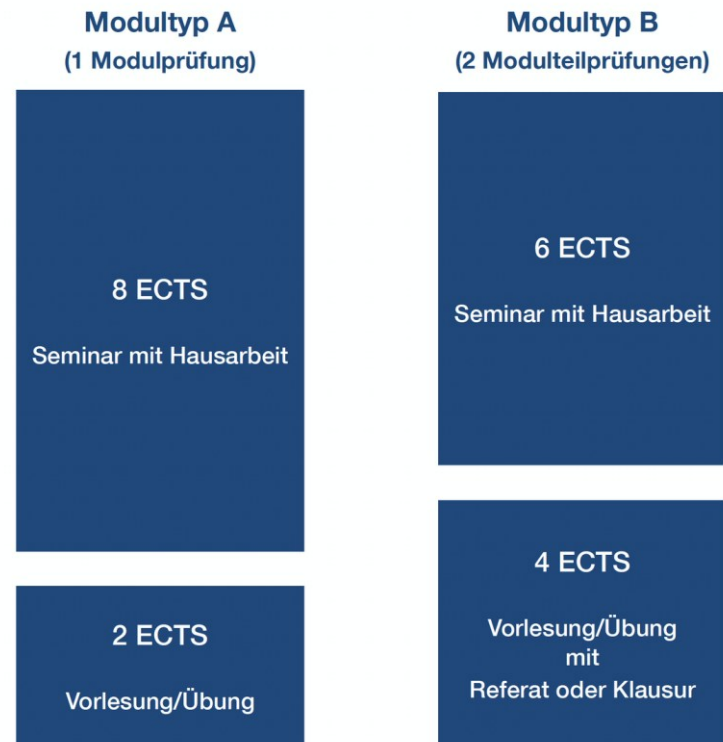 Modultyp A
(1 Modulprüfung)
8 ECTS
Seminar mit Hausarbeit
2 ECTS
Vorlesung/Übung
Modultyp B
(2 Modulteilprüfungen)
6 ECTS
Seminar mit Hausarbeit
4 ECTS
Vorlesung/Übung
mit
Referat oder Klausur